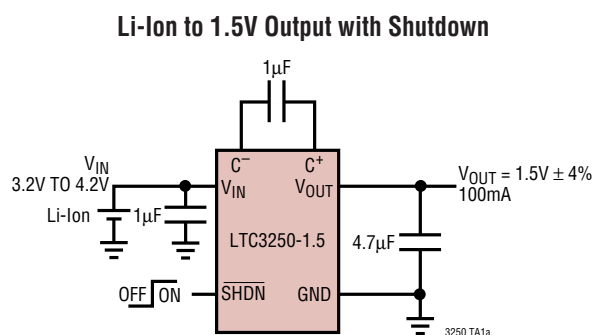 Li-Ion to 1.5V Output with Shutdown
1µF
C⁻ C⁺
VIN
3.2V TO 4.2V
VIN VOUT
VOUT = 1.5V ± 4%
100mA
Li-Ion 1µF
LTC3250-1.5
4.7µF
OFF ON
SHDN GND
3250 TA1a